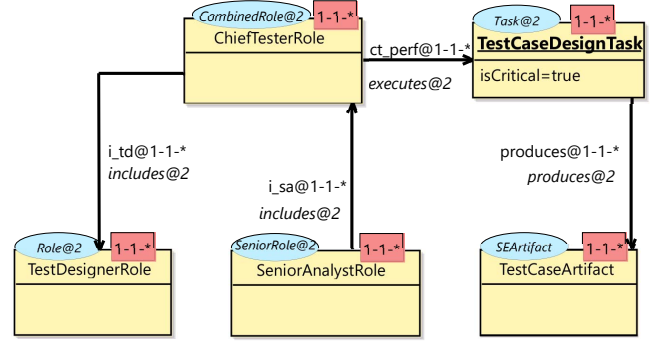 CombinedRole@2
1-1-*
ChiefTesterRole
Task@2
1-1-*
TestCaseDesignTask
isCritical=true
ct_perf@1-1-*
executes@2
i_td@1-1-*
includes@2
i_sa@1-1-*
includes@2
produces@1-1-*
produces@2
Role@2
1-1-*
TestDesignerRole
SeniorRole@2
1-1-*
SeniorAnalystRole
SEArtifact
1-1-*
TestCaseArtifact